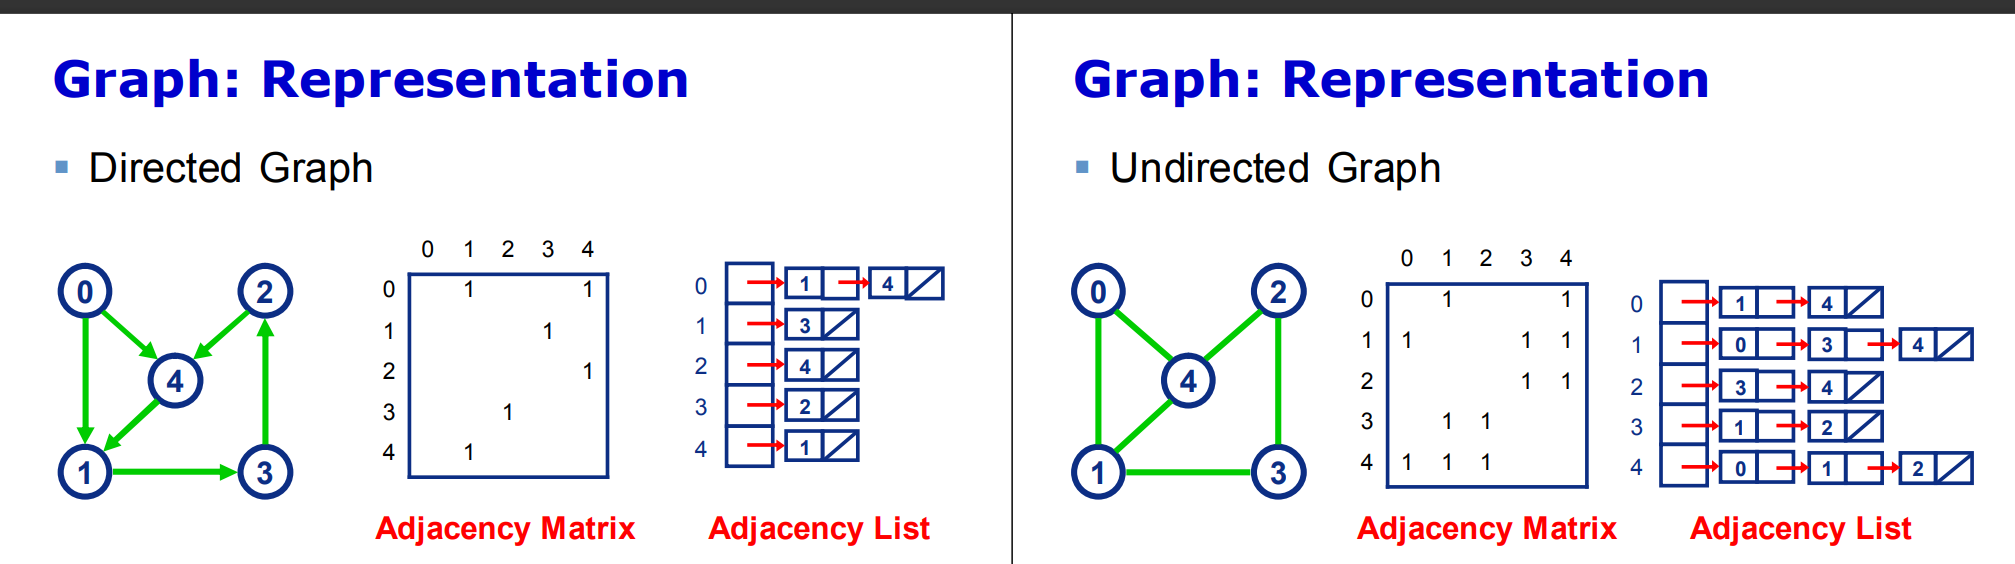 Graph: Representation
▪ Directed Graph
0
2
4
1
3
0 1 2 3 4
0 1 1
1 1
2 1
3 1
4 1
Adjacency Matrix
0 1 4
1 3
2 4
3 2
4 1
Adjacency List
Graph: Representation
▪ Undirected Graph
0
2
4
1
3
0 1 2 3 4
0 1 1
1 1 1 1
2 1 1
3 1 1
4 1 1 1
Adjacency Matrix
0 1 4
1 0 3 4
2 3 4
3 1 2
4 0 1 2
Adjacency List